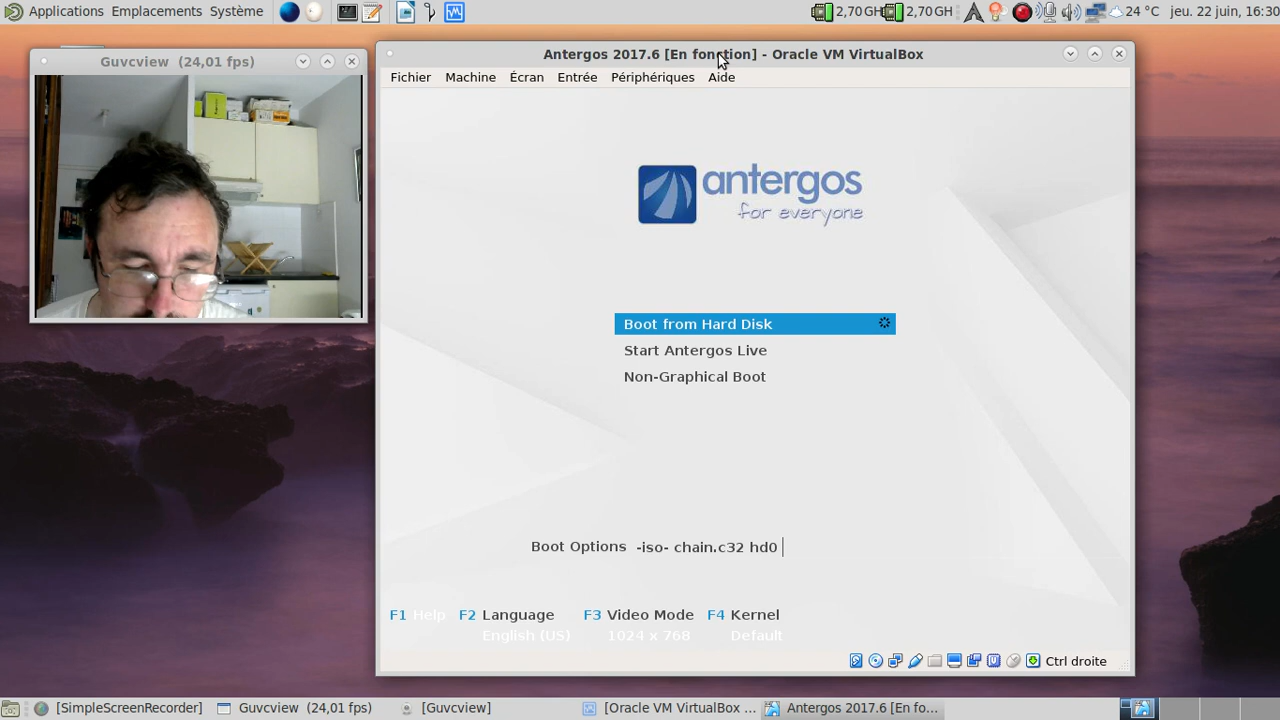 Applications Emplacements Système 2,70 GH 2,70 GH 24 °C jeu. 22 juin, 16:30
Guvcview (24,01 fps)
Antergos 2017.6 [En fonction] - Oracle VM VirtualBox
Fichier Machine Écran Entrée Périphériques Aide
antergos
for everyone
Boot from Hard Disk
Start Antergos Live
Non-Graphical Boot
Boot Options -iso- chain.c32 hd0
F1 Help F2 Language F3 Video Mode F4 Kernel
English (US) 1024 x 768 Default
Ctrl droite
[SimpleScreenRecorder] Guvcview (24,01 fps) [Guvcview] [Oracle VM VirtualBox ... Antergos 2017.6 [En fo...